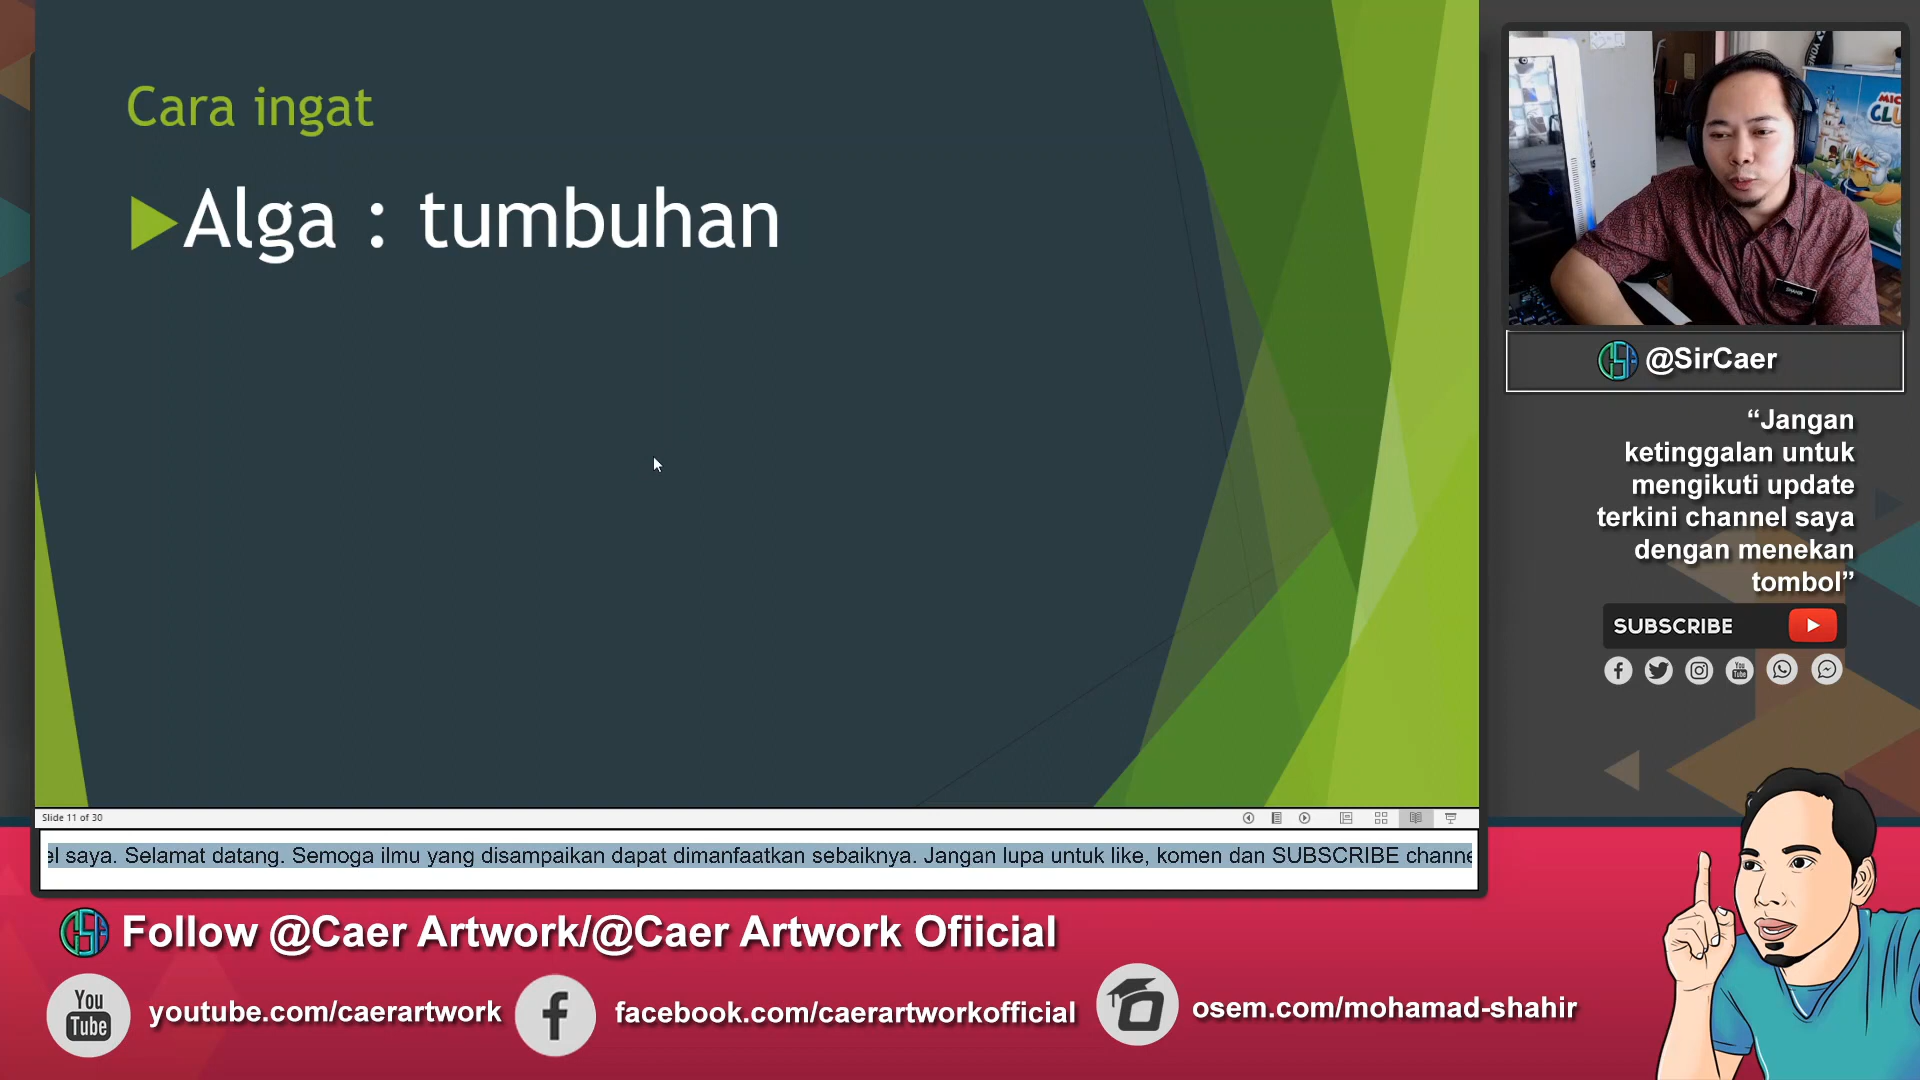 Cara ingat
Alga : tumbuhan
Slide 11 of 30
el saya. Selamat datang. Semoga ilmu yang disampaikan dapat dimanfaatkan sebaiknya. Jangan lupa untuk like, komen dan SUBSCRIBE channe
@SirCaer
“Jangan
ketinggalan untuk
mengikuti update
terkini channel saya
dengan menekan
tombol”
SUBSCRIBE
Follow @Caer Artwork/@Caer Artwork Ofiicial
You
Tube
youtube.com/caerartwork
facebook.com/caerartworkofficial
osem.com/mohamad-shahir